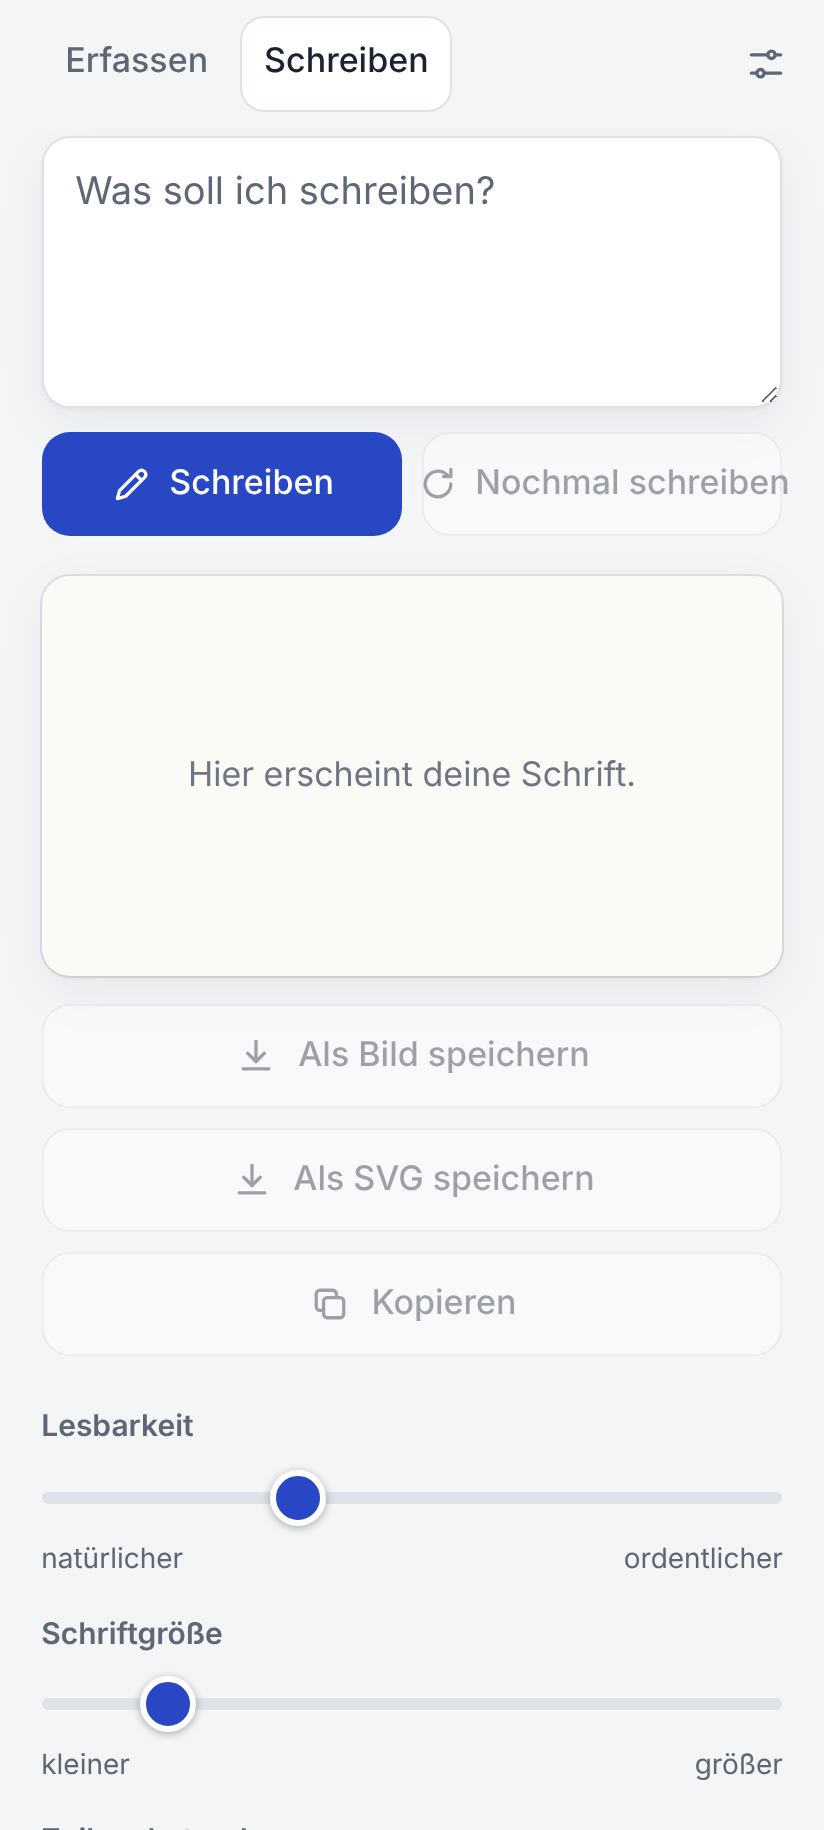 Erfassen Schreiben
Was soll ich schreiben?
Schreiben Nochmal schreiben
Hier erscheint deine Schrift.
Als Bild speichern
Als SVG speichern
Kopieren
Lesbarkeit
natürlicher ordentlicher
Schriftgröße
kleiner größer